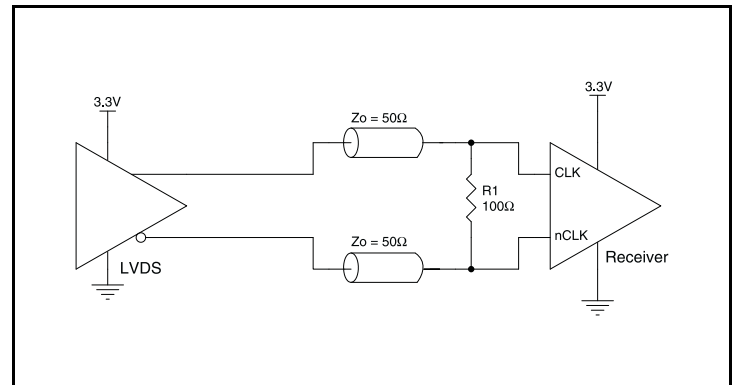 3.3V
3.3V
Zo = 50Ω
CLK
R1
100Ω
nCLK
Zo = 50Ω
Receiver
LVDS